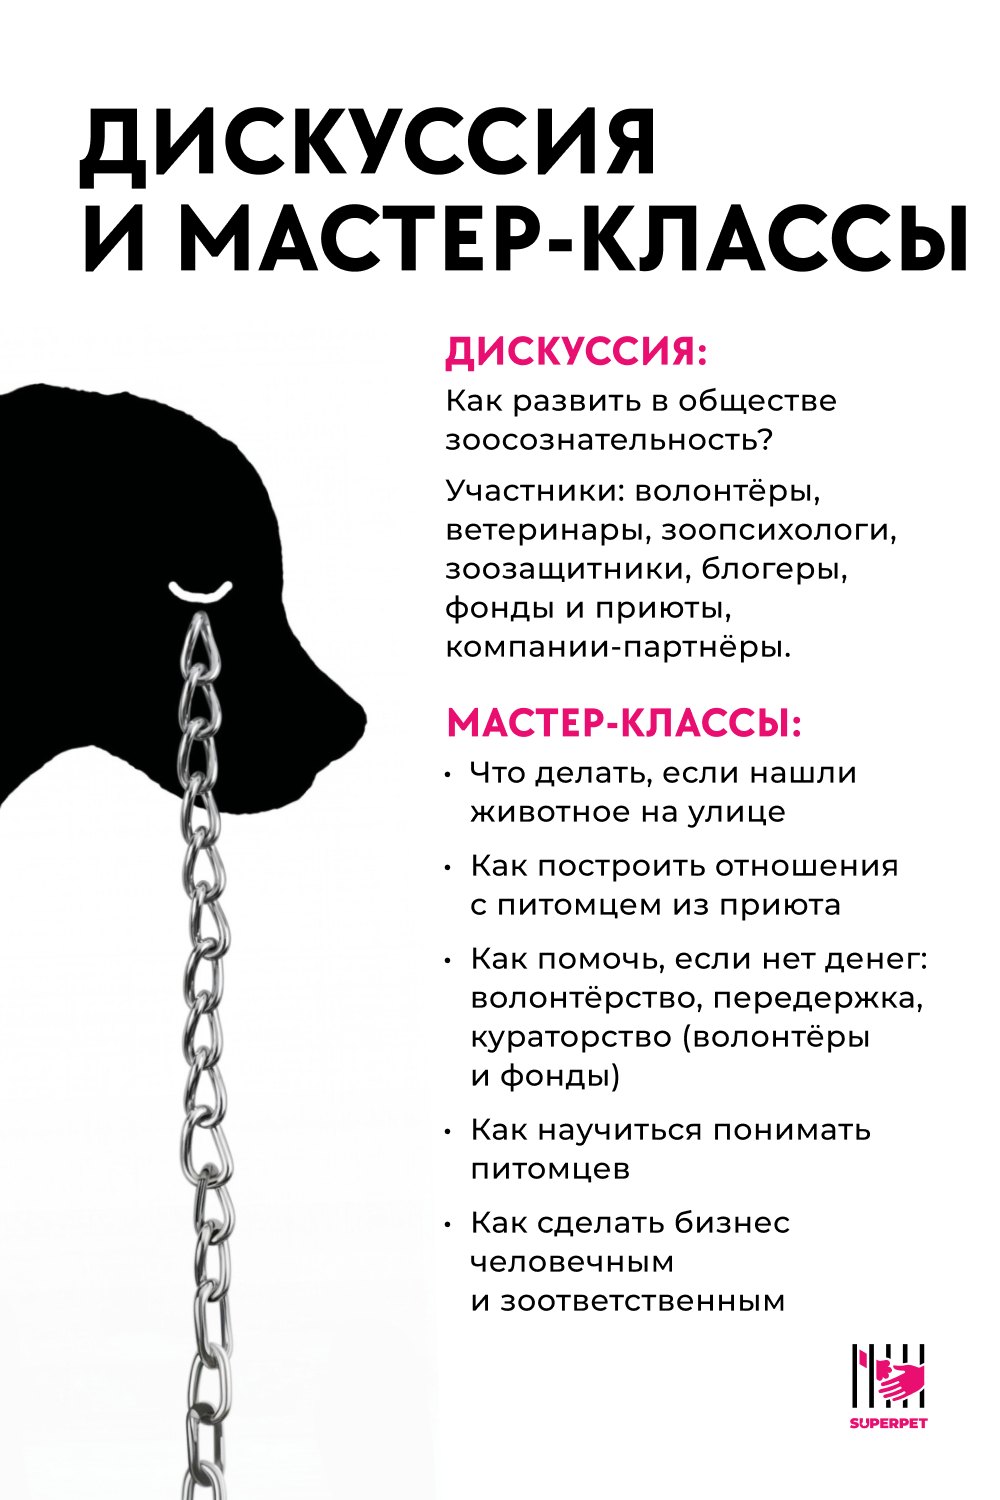 ДИСКУССИЯ
И МАСТЕР-КЛАССЫ
ДИСКУССИЯ:
Как развить в обществе
зоосознательность?
Участники: волонтёры,
ветеринары, зоопсихологи,
зоозащитники, блогеры,
фонды и приюты,
компании-партнёры.
МАСТЕР-КЛАССЫ:
• Что делать, если нашли
животное на улице
• Как построить отношения
с питомцем из приюта
• Как помочь, если нет денег:
волонтёрство, передержка,
кураторство (волонтёры
и фонды)
• Как научиться понимать
питомцев
• Как сделать бизнес
человечным
и зоответственным
SUPERPET